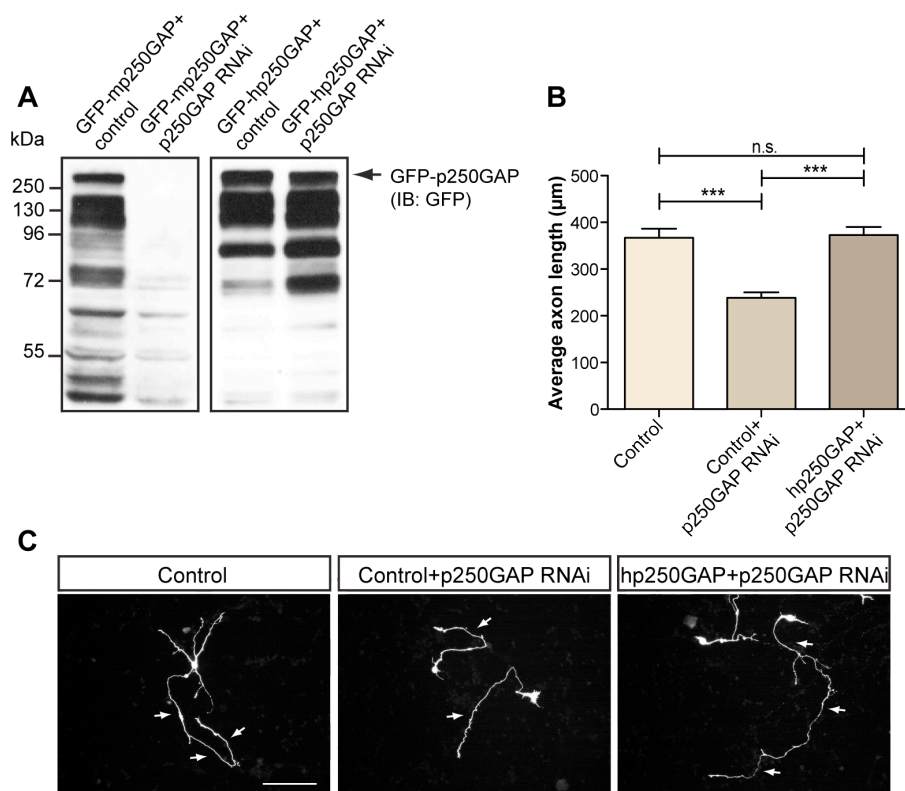 A
GFP-mp250GAP+
control
GFP-mp250GAP+
p250GAP RNAi
GFP-hp250GAP+
control
GFP-hp250GAP+
p250GAP RNAi
kDa
250
130
96
72
55
GFP-p250GAP
(IB: GFP)
B
Average axon length (μm)
500
400
300
200
100
0
n.s.
***
***
Control
Control+
p250GAP RNAi
hp250GAP+
p250GAP RNAi
C
Control
Control+p250GAP RNAi
hp250GAP+p250GAP RNAi